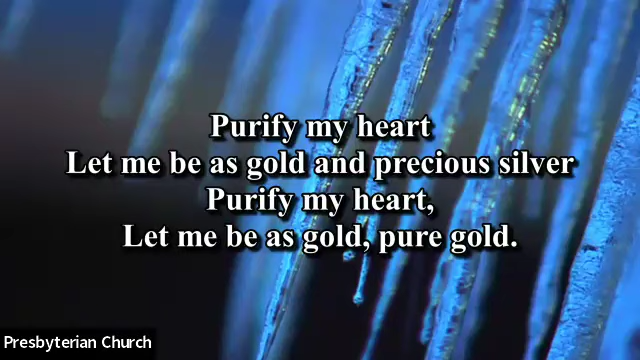 Purify my heart
Let me be as gold and precious silver
Purify my heart,
Let me be as gold, pure gold.
Presbyterian Church